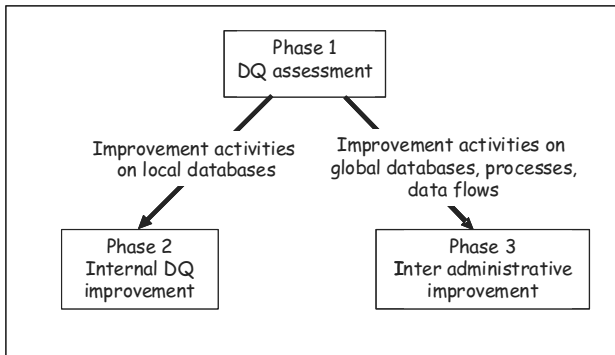 Phase 1
DQ assessment
Improvement activities
on local databases
Improvement activities on
global databases, processes,
data flows
Phase 2
Internal DQ
improvement
Phase 3
Inter administrative
improvement